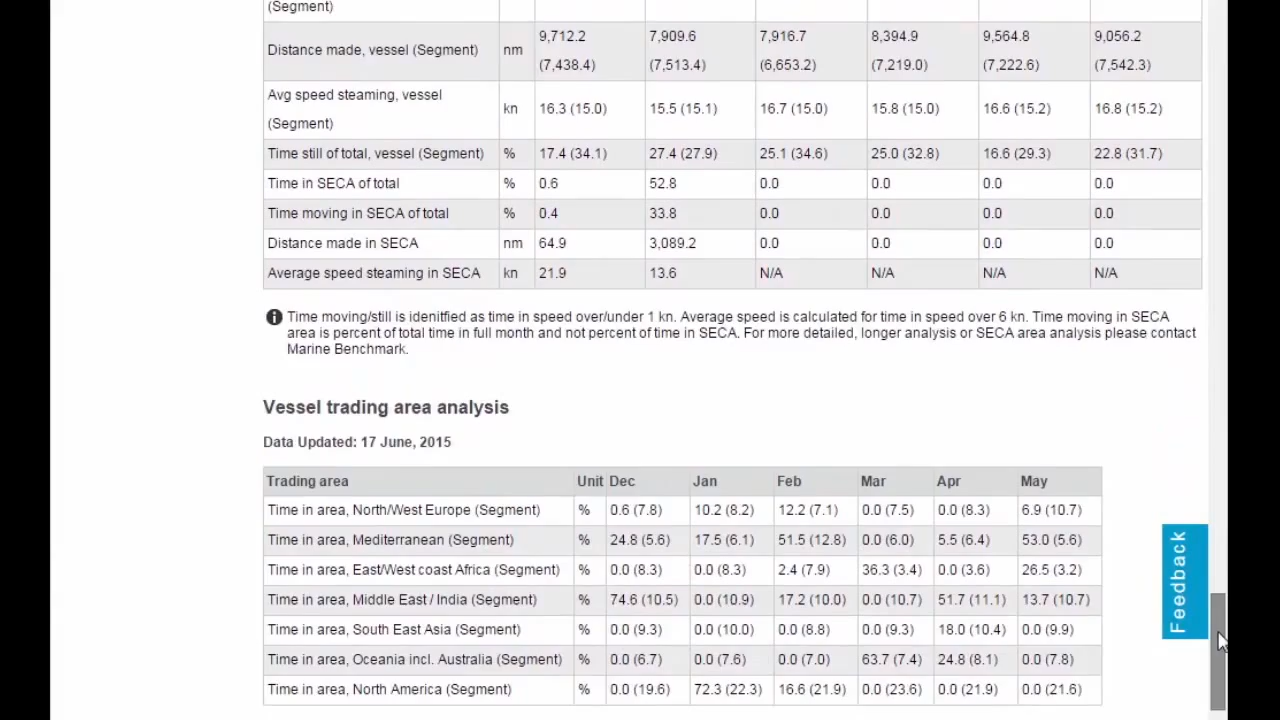 (Segment)
Distance made, vessel (Segment) nm 9,712.2 (7,438.4) 7,909.6 (7,513.4) 7,916.7 (6,653.2) 8,394.9 (7,219.0) 9,564.8 (7,222.6) 9,056.2 (7,542.3)
Avg speed steaming, vessel (Segment) kn 16.3 (15.0) 15.5 (15.1) 16.7 (15.0) 15.8 (15.0) 16.6 (15.2) 16.8 (15.2)
Time still of total, vessel (Segment) % 17.4 (34.1) 27.4 (27.9) 25.1 (34.6) 25.0 (32.8) 16.6 (29.3) 22.8 (31.7)
Time in SECA of total % 0.6 52.8 0.0 0.0 0.0 0.0
Time moving in SECA of total % 0.4 33.8 0.0 0.0 0.0 0.0
Distance made in SECA nm 64.9 3,089.2 0.0 0.0 0.0 0.0
Average speed steaming in SECA kn 21.9 13.6 N/A N/A N/A N/A
Time moving/still is idenitfied as time in speed over/under 1 kn. Average speed is calculated for time in speed over 6 kn. Time moving in SECA
area is percent of total time in full month and not percent of time in SECA. For more detailed, longer analysis or SECA area analysis please contact
Marine Benchmark.
Vessel trading area analysis
Data Updated: 17 June, 2015
Trading area Unit Dec Jan Feb Mar Apr May
Time in area, North/West Europe (Segment) % 0.6 (7.8) 10.2 (8.2) 12.2 (7.1) 0.0 (7.5) 0.0 (8.3) 6.9 (10.7)
Time in area, Mediterranean (Segment) % 24.8 (5.6) 17.5 (6.1) 51.5 (12.8) 0.0 (6.0) 5.5 (6.4) 53.0 (5.6)
Time in area, East/West coast Africa (Segment) % 0.0 (8.3) 0.0 (8.3) 2.4 (7.9) 36.3 (3.4) 0.0 (3.6) 26.5 (3.2)
Time in area, Middle East / India (Segment) % 74.6 (10.5) 0.0 (10.9) 17.2 (10.0) 0.0 (10.7) 51.7 (11.1) 13.7 (10.7)
Time in area, South East Asia (Segment) % 0.0 (9.3) 0.0 (10.0) 0.0 (8.8) 0.0 (9.3) 18.0 (10.4) 0.0 (9.9)
Time in area, Oceania incl. Australia (Segment) % 0.0 (6.7) 0.0 (7.6) 0.0 (7.0) 63.7 (7.4) 24.8 (8.1) 0.0 (7.8)
Time in area, North America (Segment) % 0.0 (19.6) 72.3 (22.3) 16.6 (21.9) 0.0 (23.6) 0.0 (21.9) 0.0 (21.6)
Feedback